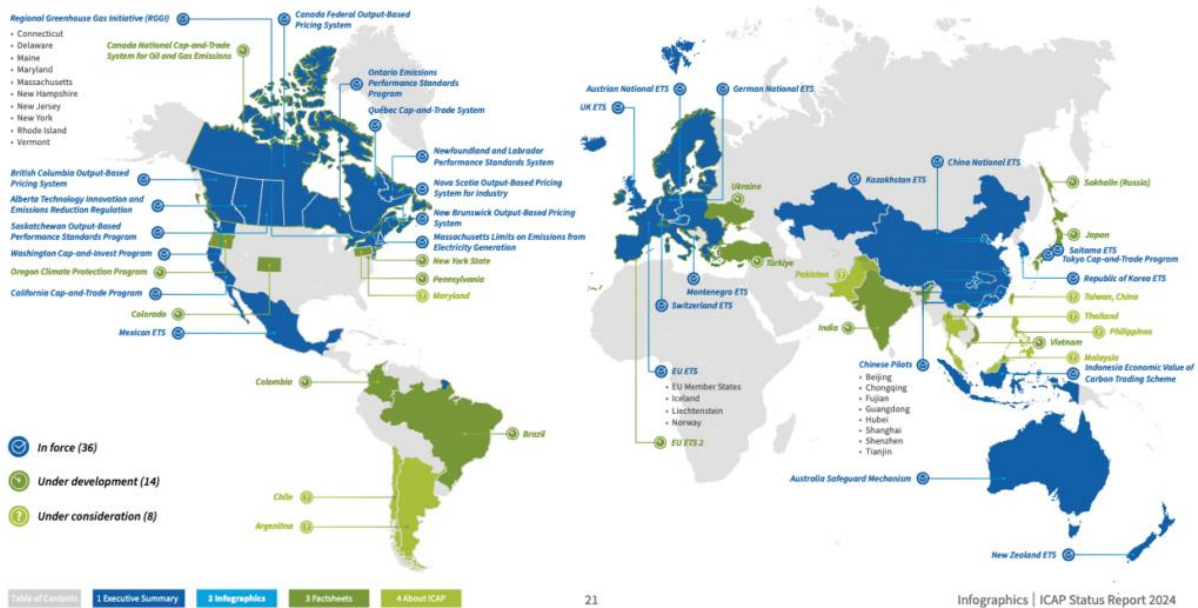 Regional Greenhouse Gas Initiative (RGGI)
• Connecticut
• Delaware
• Maine
• Maryland
• Massachusetts
• New Hampshire
• New Jersey
• New York
• Rhode Island
• Vermont
Canada Federal Output-Based
Pricing System
Canada National Cap-and-Trade
System for Oil and Gas Emissions
Ontario Emissions
Performance Standards
Program
Québec Cap-and-Trade System
Newfoundland and Labrador
Performance Standards System
Nova Scotia Output-Based Pricing
System for Industry
New Brunswick Output-Based Pricing
System
Massachusetts Limits on Emissions from
Electricity Generation
New York State
Pennsylvania
Maryland
British Columbia Output-Based
Pricing System
Alberta Technology Innovation and
Emissions Reduction Regulation
Saskatchewan Output-Based
Performance Standards Program
Washington Cap-and-Invest Program
Oregon Climate Protection Program
California Cap-and-Trade Program
Colorado
Mexican ETS
Colombia
Brazil
Chile
Argentina
In force (36)
Under development (14)
Under consideration (8)
Austrian National ETS
German National ETS
UK ETS
Ukraine
Türkiye
Montenegro ETS
Switzerland ETS
EU ETS
• EU Member States
• Iceland
• Liechtenstein
• Norway
EU ETS 2
China National ETS
Kazakhstan ETS
Sakhalin (Russia)
Japan
Saitama ETS
Tokyo Cap-and-Trade Program
Republic of Korea ETS
Pakistan
Taiwan, China
Thailand
Philippines
India
Vietnam
Malaysia
Indonesia Economic Value of
Carbon Trading Scheme
Chinese Pilots
• Beijing
• Chongqing
• Fujian
• Guangdong
• Hubei
• Shanghai
• Shenzhen
• Tianjin
Australia Safeguard Mechanism
New Zealand ETS
Table of Contents
1 Executive Summary
2 Infographics
3 Factsheets
4 About ICAP
21
Infographics | ICAP Status Report 2024